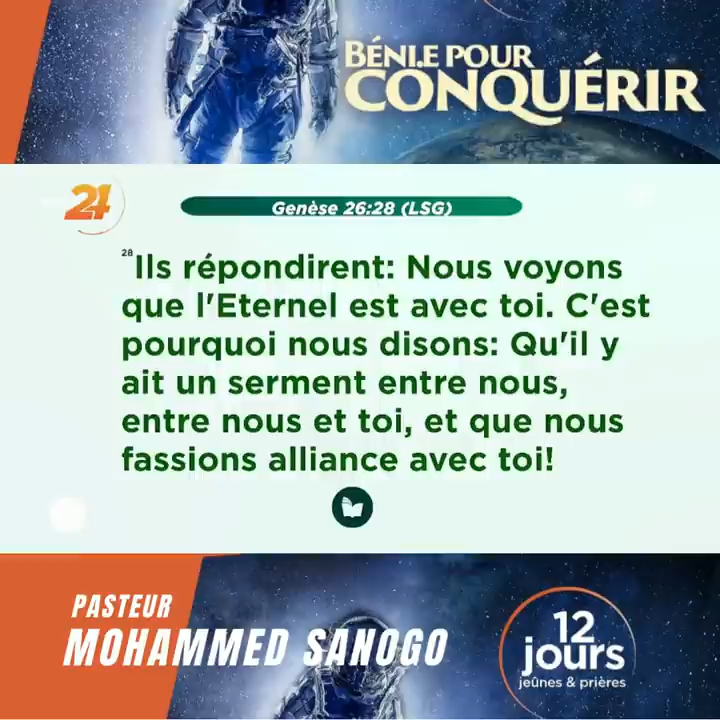 BÉNI.E POUR
CONQUÉRIR
21
Genèse 26:28 (LSG)
28Ils répondirent: Nous voyons
que l'Eternel est avec toi. C'est
pourquoi nous disons: Qu'il y
ait un serment entre nous,
entre nous et toi, et que nous
fassions alliance avec toi!
PASTEUR
MOHAMMED SANOGO
12
jours
jeûnes & prières